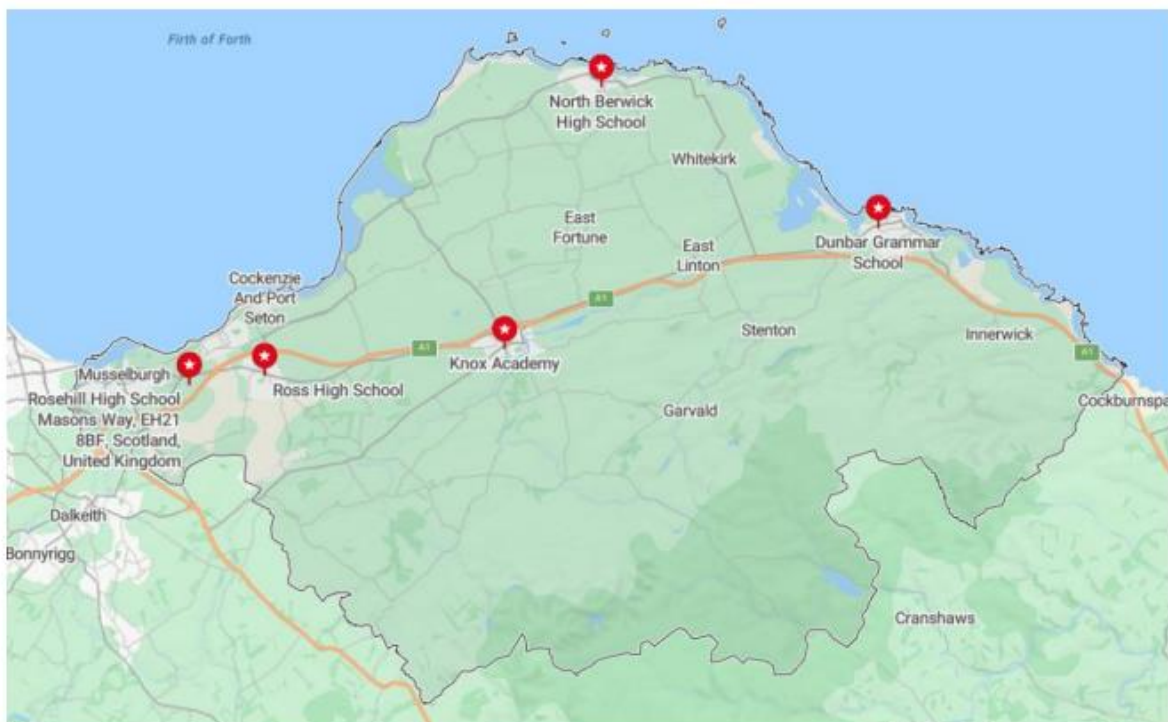 Firth of Forth
North Berwick
High School
Whitekirk
East
Fortune
Dunbar Grammar
School
East
Linton
Cockenzie
And Port
Seton
A1
Stenton
Innerwick
A1
Knox Academy
A1
Musselburgh
Ross High School
Rosehill High School
Masons Way, EH21
8BF, Scotland,
United Kingdom
Garvald
Cockburnspa
Dalkeith
Bonnyrigg
Cranshaws